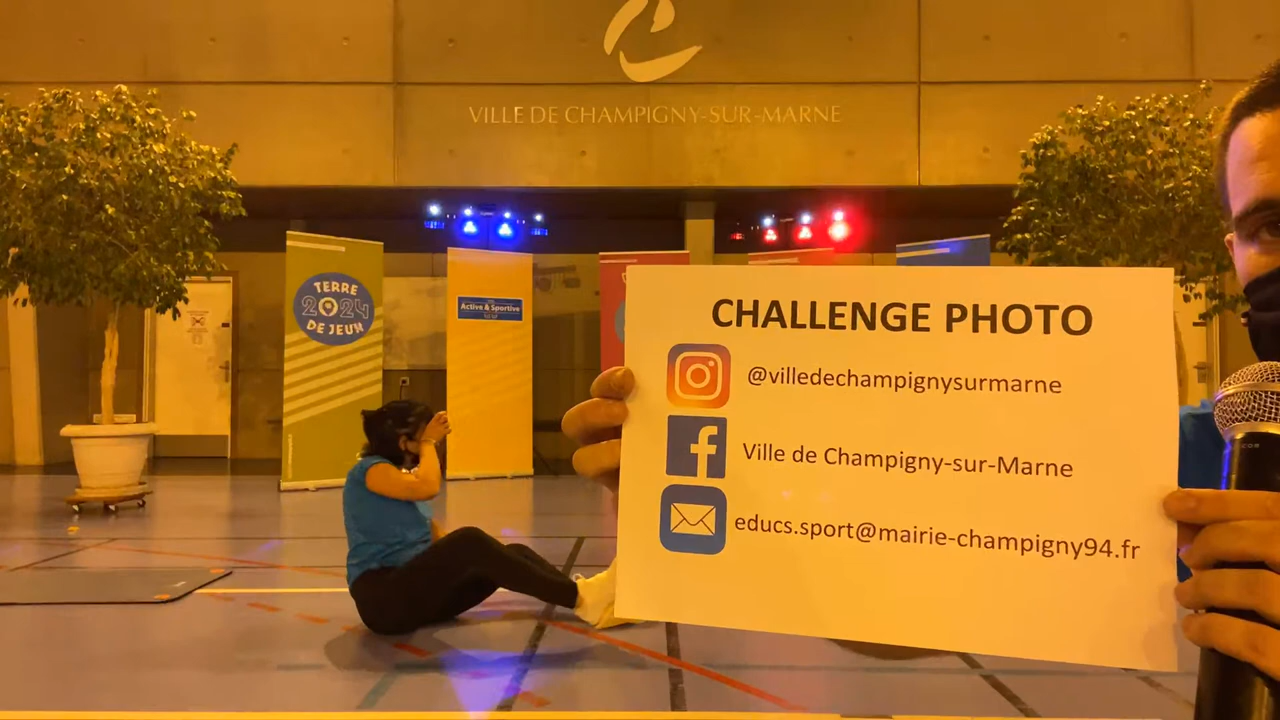 VILLE DE CHAMPIGNY-SUR-MARNE
TERRE
2024
DE JEUX
Active & Sportive
CHALLENGE PHOTO
@villedechampignysurmarne
Ville de Champigny-sur-Marne
educs.sport@mairie-champigny94.fr